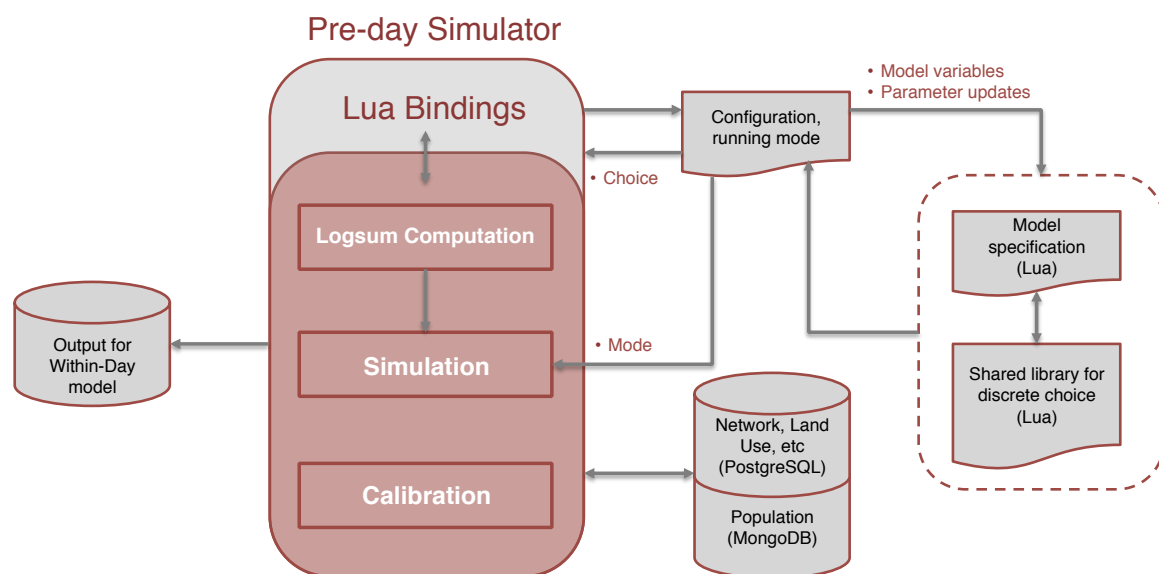 Pre-day Simulator
Lua Bindings
Logsum Computation
Simulation
Calibration
Configuration,
running mode
• Model variables
• Parameter updates
• Choice
• Mode
Model
specification
(Lua)
Shared library for
discrete choice
(Lua)
Output for
Within-Day
model
Network, Land
Use, etc
(PostgreSQL)
Population
(MongoDB)